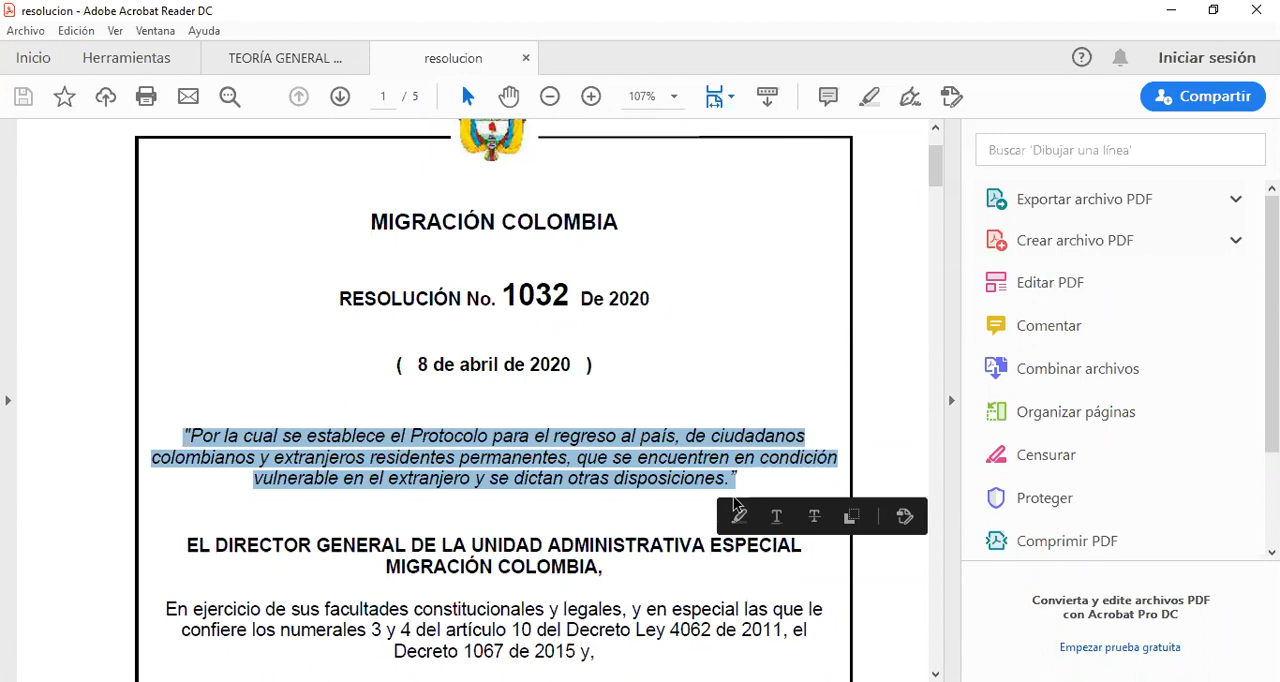 resolucion - Adobe Acrobat Reader DC
Archivo Edición Ver Ventana Ayuda
Inicio Herramientas TEORÍA GENERAL ... resolucion × Iniciar sesión
1 / 5 107% Compartir
MIGRACIÓN COLOMBIA
RESOLUCIÓN No. 1032 De 2020
( 8 de abril de 2020 )
"Por la cual se establece el Protocolo para el regreso al país, de ciudadanos
colombianos y extranjeros residentes permanentes, que se encuentren en condición
vulnerable en el extranjero y se dictan otras disposiciones."
EL DIRECTOR GENERAL DE LA UNIDAD ADMINISTRATIVA ESPECIAL
MIGRACIÓN COLOMBIA,
En ejercicio de sus facultades constitucionales y legales, y en especial las que le
confiere los numerales 3 y 4 del artículo 10 del Decreto Ley 4062 de 2011, el
Decreto 1067 de 2015 y,
Buscar 'Dibujar una línea'
Exportar archivo PDF
Crear archivo PDF
Editar PDF
Comentar
Combinar archivos
Organizar páginas
Censurar
Proteger
Comprimir PDF
Convierta y edite archivos PDF
con Acrobat Pro DC
Empezar prueba gratuita